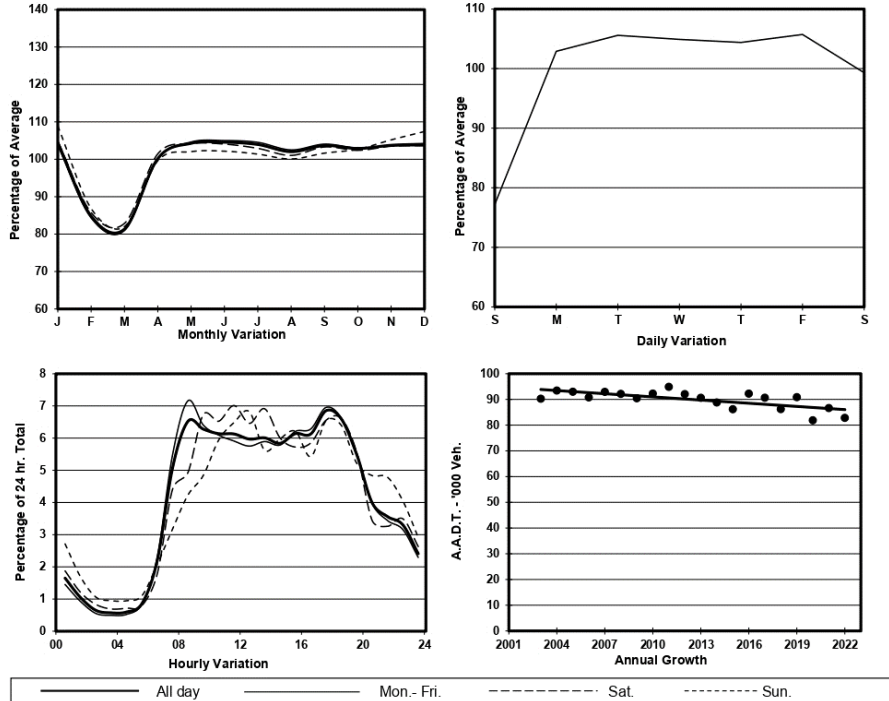 140
130
120
110
100
90
80
70
60
Percentage of Average
J F M A M J J A S O N D
Monthly Variation
110
100
90
80
70
60
Percentage of Average
S M T W T F S
Daily Variation
8
7
6
5
4
3
2
1
0
Percentage of 24 hr. Total
00 04 08 12 16 20 24
Hourly Variation
100
90
80
70
60
50
40
30
20
10
0
A.A.D.T. - '000 Veh.
2001 2004 2007 2010 2013 2016 2019 2022
Annual Growth
All day Mon.- Fri. Sat. Sun.